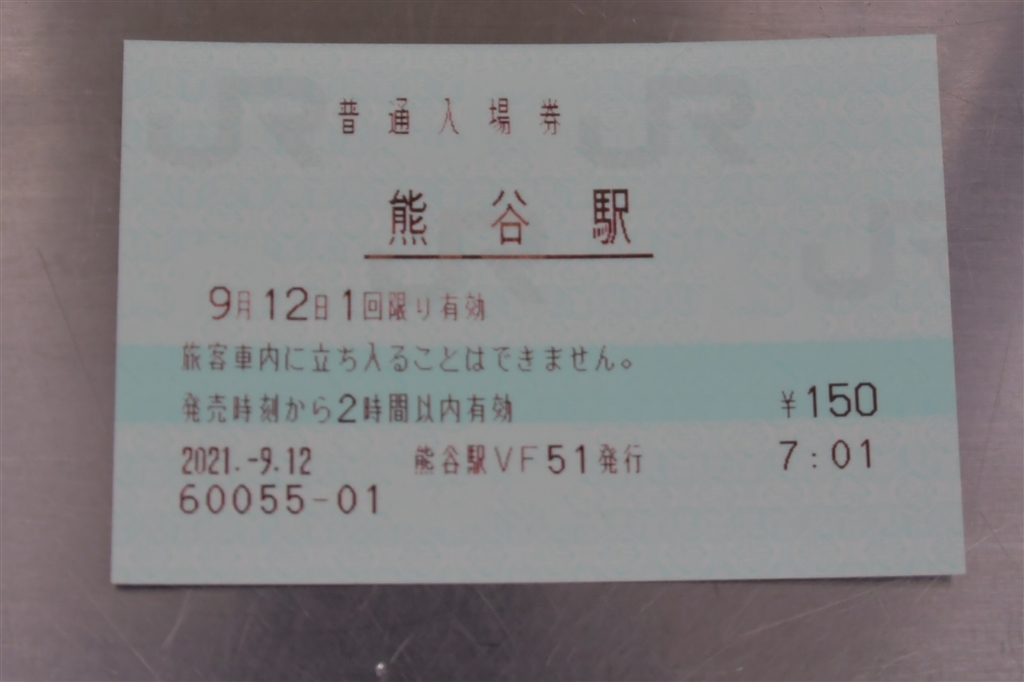 普通入場券
熊谷駅
9月12日1回限り有効
旅客車内に立ち入ることはできません。
発売時刻から2時間以内有効 ¥150
2021.-9.12 熊谷駅VF51発行 7:01
60055-01